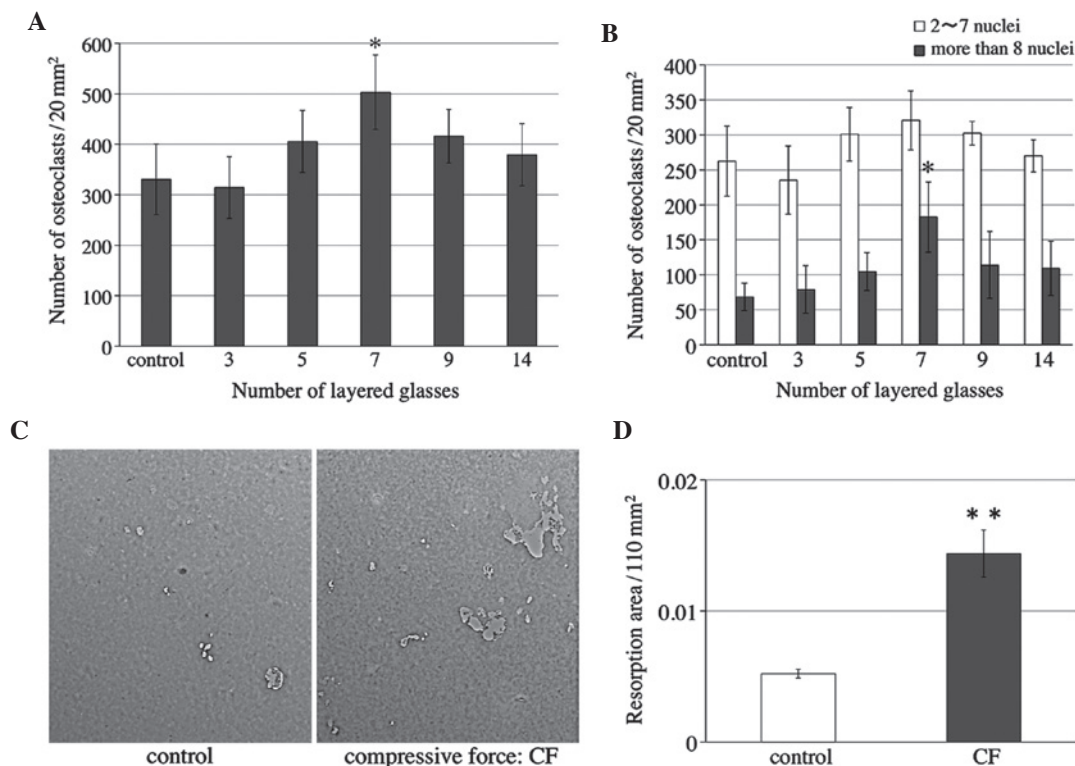 A
Number of osteoclasts / 20 mm²
600
500
400
300
200
100
0
*
control 3 5 7 9 14
Number of layered glasses
B
2〜7 nuclei
more than 8 nuclei
Number of osteoclasts / 20 mm²
400
350
300
250
200
150
100
50
0
*
control 3 5 7 9 14
Number of layered glasses
C
control
compressive force: CF
D
Resorption area / 110 mm²
0.02
0.01
0
**
control CF